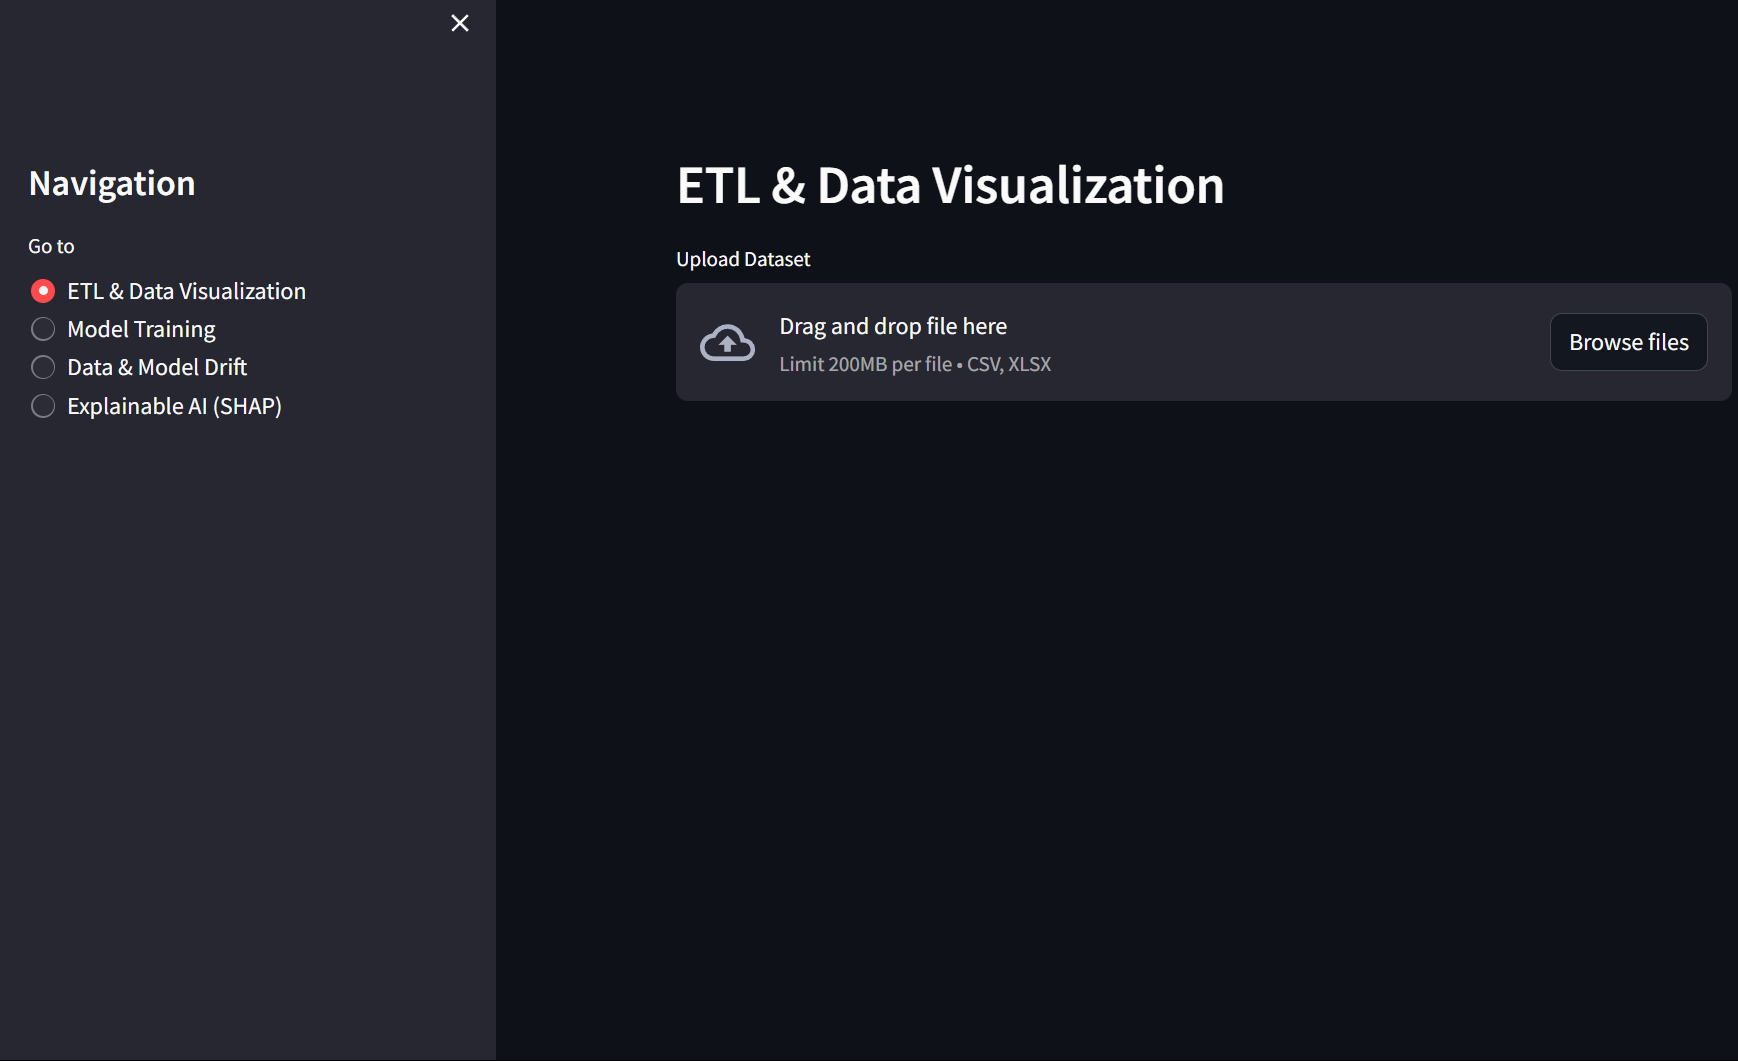 Navigation
Go to
ETL & Data Visualization
Model Training
Data & Model Drift
Explainable AI (SHAP)
ETL & Data Visualization
Upload Dataset
Drag and drop file here
Limit 200MB per file • CSV, XLSX
Browse files